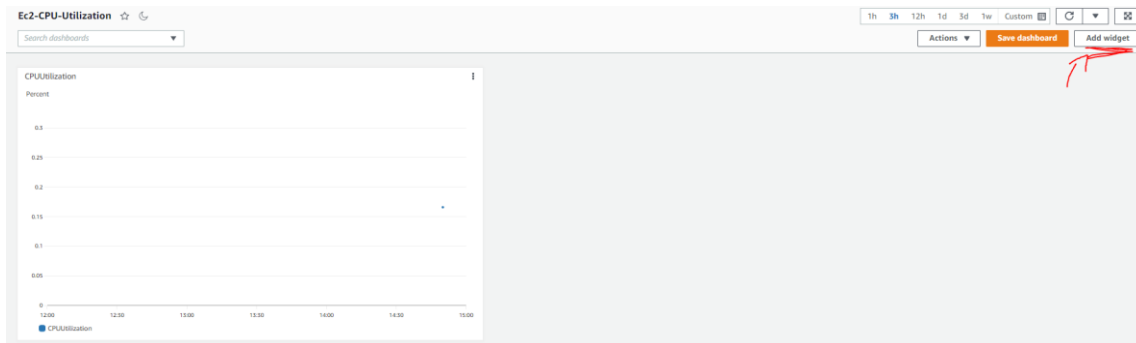 Ec2-CPU-Utilization
1h 3h 12h 1d 3d 1w Custom
Search dashboards
Actions Save dashboard Add widget
CPUUtilization
Percent
0.3
0.25
0.2
0.15
0.1
0.05
0
12:00 12:30 13:00 13:30 14:00 14:30 15:00
CPUUtilization